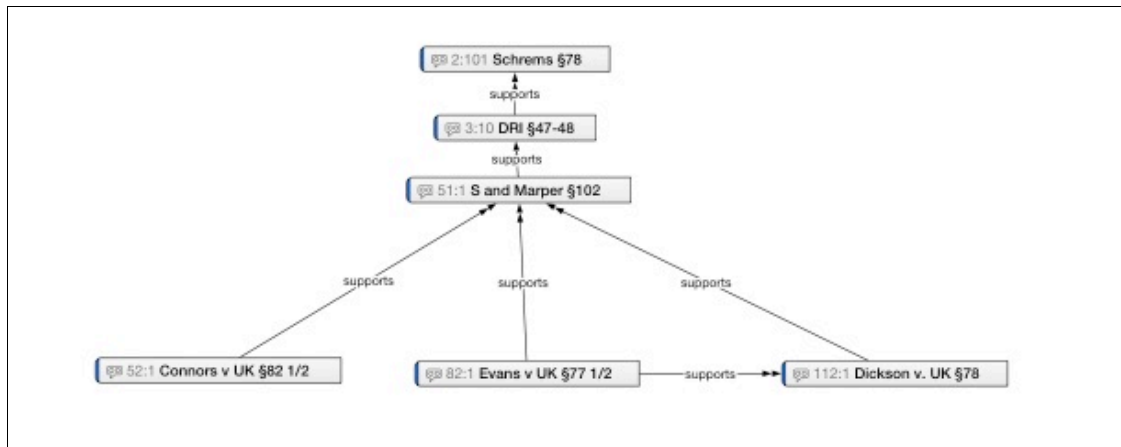 2:101 Schrems §78
supports
3:10 DRI §47-48
supports
51:1 S and Marper §102
supports
supports
supports
52:1 Connors v UK §82 1/2
82:1 Evans v UK §77 1/2
supports
112:1 Dickson v. UK §78